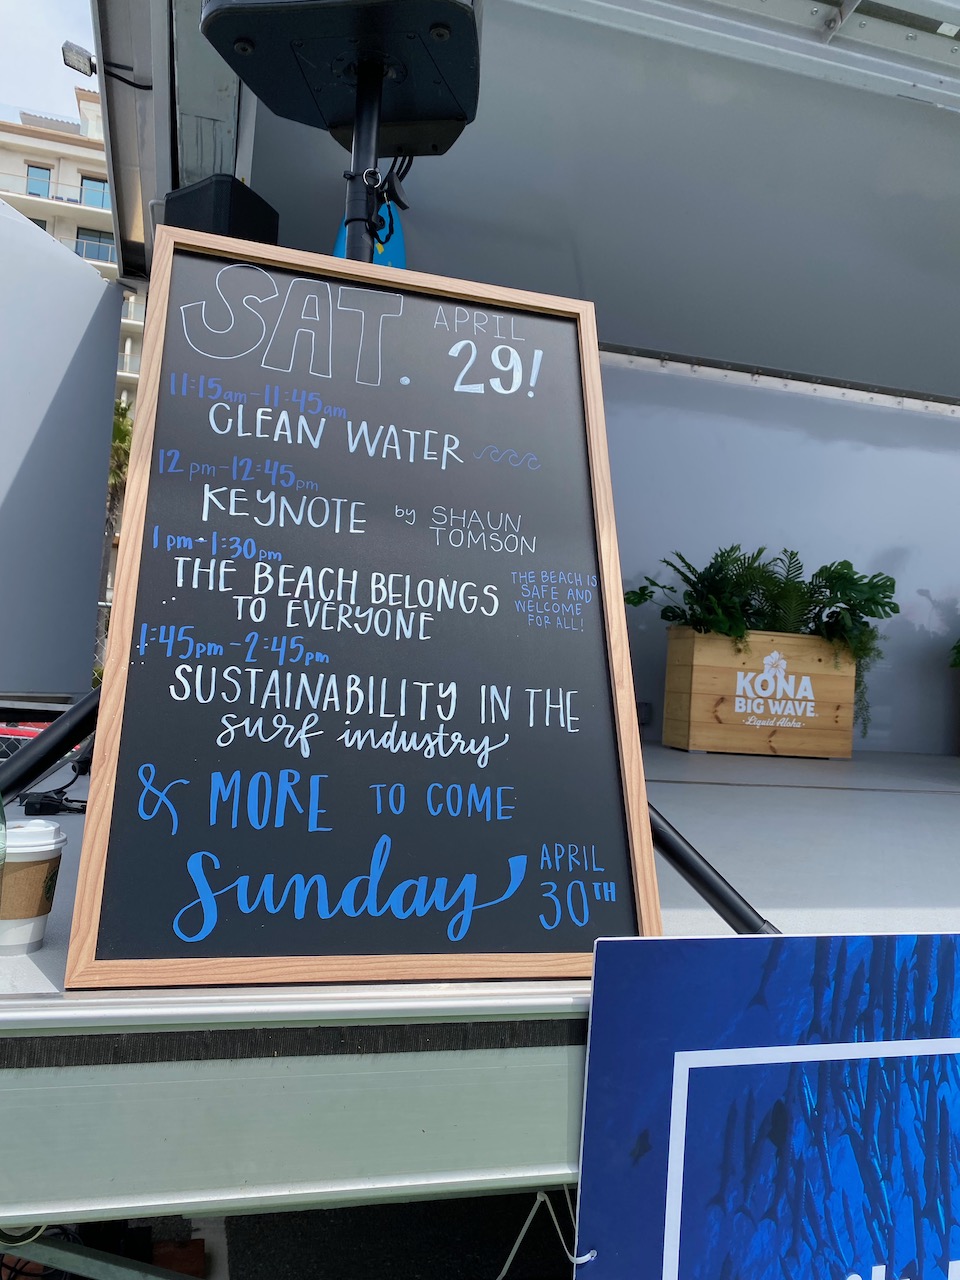 SAT. APRIL
29!
11:15am-11:45am
CLEAN WATER
12 pm-12:45pm
KEYNOTE by SHAUN
TOMSON
1pm-1:30pm
THE BEACH BELONGS
TO EVERYONE
THE BEACH IS
SAFE AND
WELCOME
FOR ALL!
1:45pm-2:45pm
SUSTAINABILITY IN THE
surf industry
& MORE TO COME
Sunday APRIL
30TH
KONA
BIG WAVE
Liquid Aloha